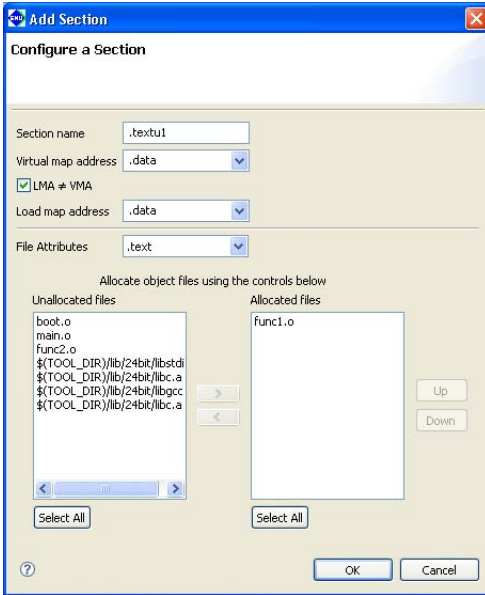 Add Section
Configure a Section
Section name .textu1
Virtual map address .data
LMA ≠ VMA
Load map address .data
File Attributes .text
Allocate object files using the controls below
Unallocated files
boot.o
main.o
func2.o
$(TOOL_DIR)/lib/24bit/libstdi
$(TOOL_DIR)/lib/24bit/libc.a
$(TOOL_DIR)/lib/24bit/libgcc
$(TOOL_DIR)/lib/24bit/libc.a
Select All
>
<
Allocated files
func1.o
Select All
Up
Down
?
OK Cancel